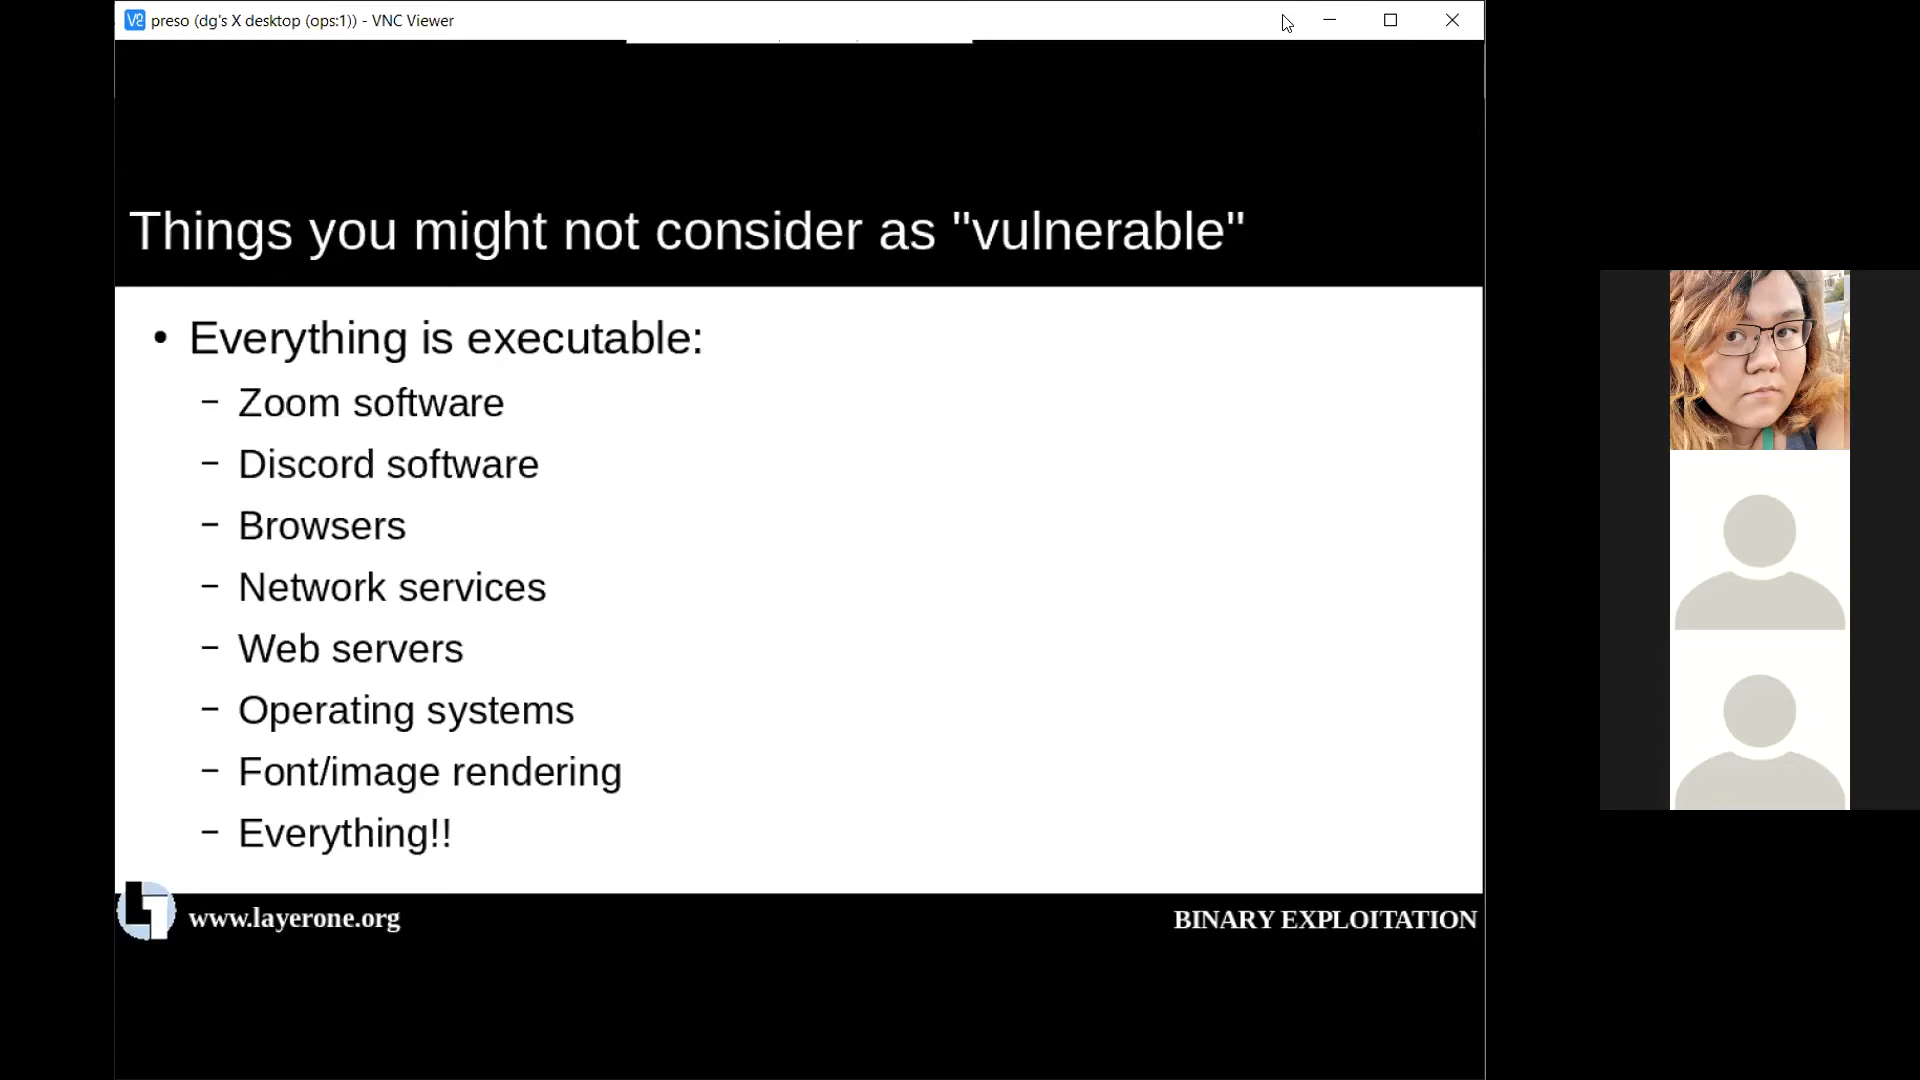 preso (dg's X desktop (ops:1)) - VNC Viewer
Things you might not consider as "vulnerable"
• Everything is executable:
– Zoom software
– Discord software
– Browsers
– Network services
– Web servers
– Operating systems
– Font/image rendering
– Everything!!
www.layerone.org
BINARY EXPLOITATION